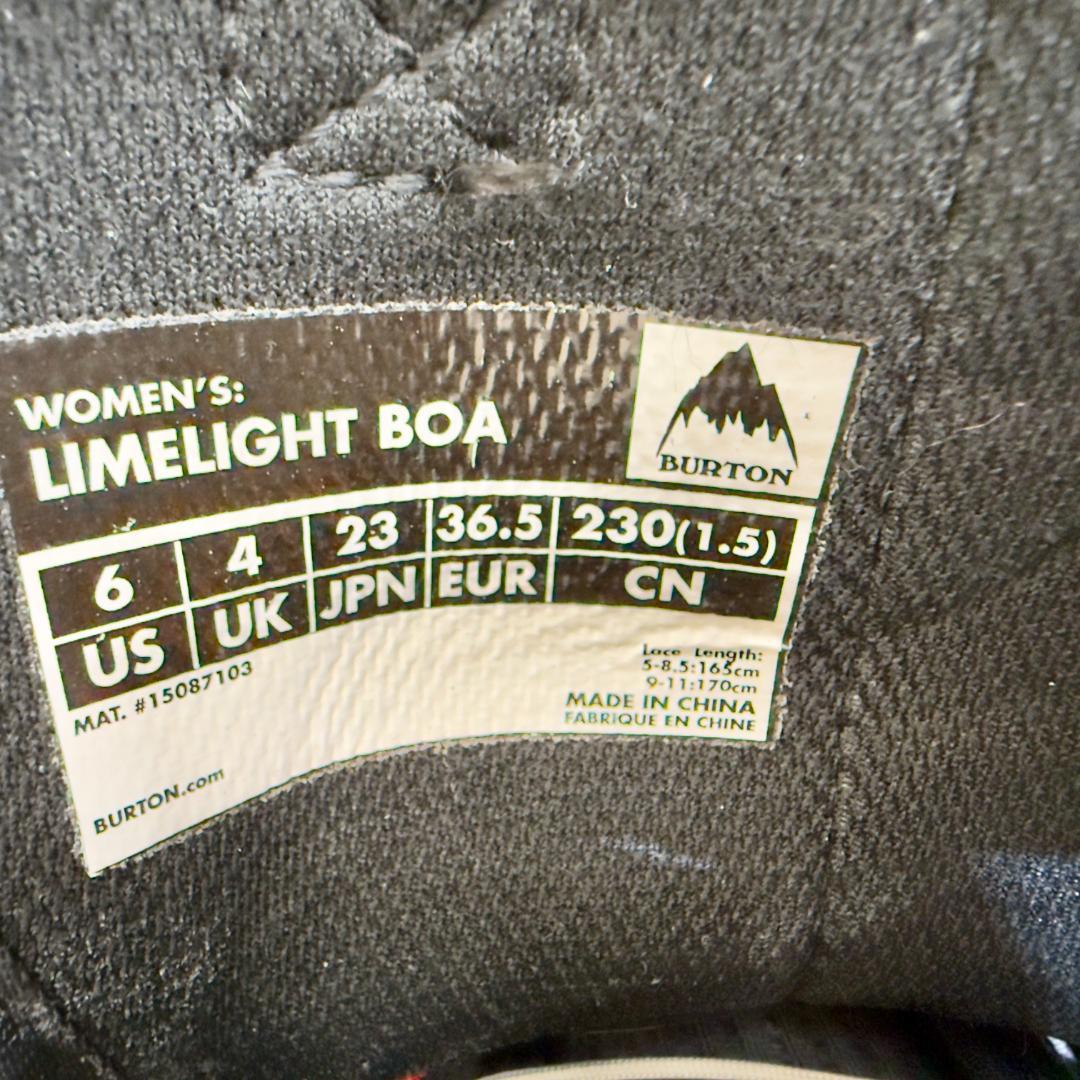 WOMEN'S:
LIMELIGHT BOA
BURTON
6 4 23 36.5 230(1.5)
US UK JPN EUR CN
MAT. #15087103
Lace Length:
5-8.5:165cm
9-11:170cm
MADE IN CHINA
FABRIQUE EN CHINE
BURTON.com